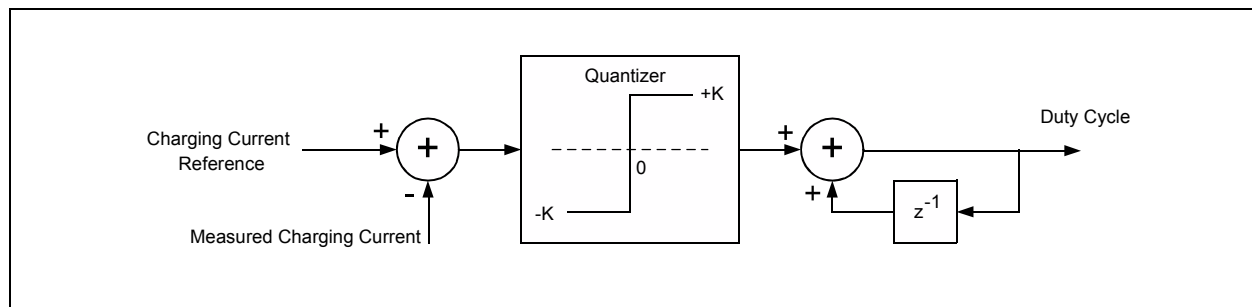 Quantizer
+K
Duty Cycle
+
+
Charging Current
Reference
+
+
0
-
+
-K
z-1
Measured Charging Current